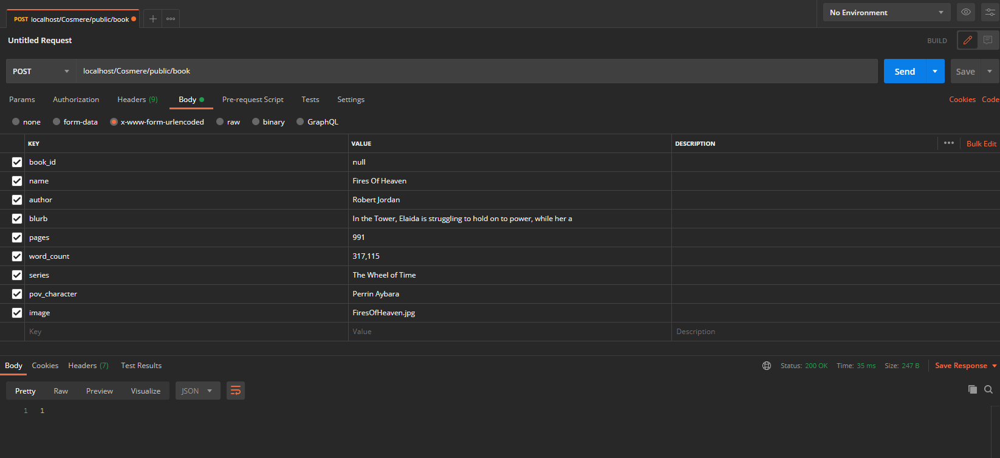 POST localhost/Cosmere/public/book
No Environment
Untitled Request
BUILD
POST localhost/Cosmere/public/book Send Save
Params Authorization Headers (9) Body Pre-request Script Tests Settings Cookies Code
none form-data x-www-form-urlencoded raw binary GraphQL
KEY VALUE DESCRIPTION Bulk Edit
book_id null
name Fires Of Heaven
author Robert Jordan
blurb In the Tower, Elaida is struggling to hold on to power, while her a
pages 991
word_count 317,115
series The Wheel of Time
pov_character Perrin Aybara
image FiresOfHeaven.jpg
Key Value Description
Body Cookies Headers (7) Test Results Status: 200 OK Time: 35 ms Size: 247 B Save Response
Pretty Raw Preview Visualize JSON
1 1